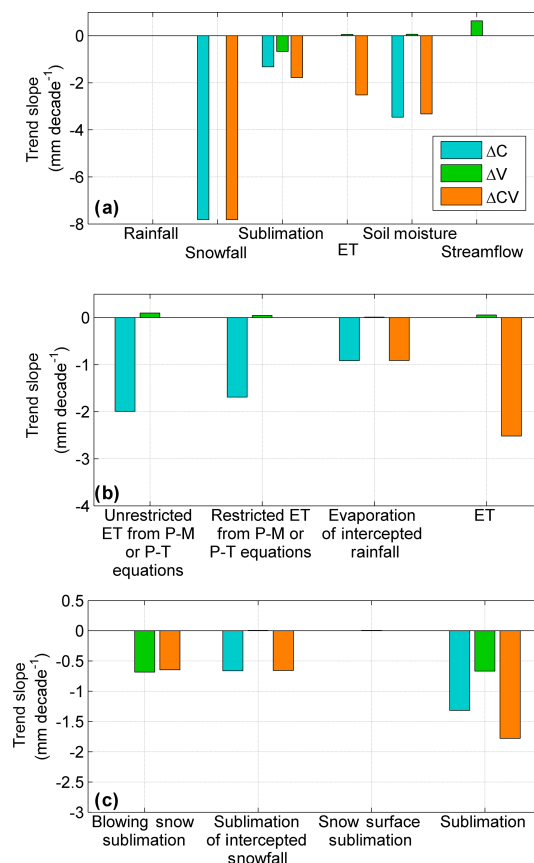 0
-2
-4
-6
-8
Trend slope
(mm decade⁻¹)
(a)
ΔC
ΔV
ΔCV
Rainfall
Snowfall
Sublimation
ET
Soil moisture
Streamflow
0
-1
-2
-3
-4
Trend slope
(mm decade⁻¹)
(b)
Unrestricted
ET from P-M
or P-T
equations
Restricted ET
from P-M or
P-T equations
Evaporation
of intercepted
rainfall
ET
0.5
0
-0.5
-1
-1.5
-2
-2.5
-3
Trend slope
(mm decade⁻¹)
(c)
Blowing snow
sublimation
Sublimation
of intercepted
snowfall
Snow surface
sublimation
Sublimation